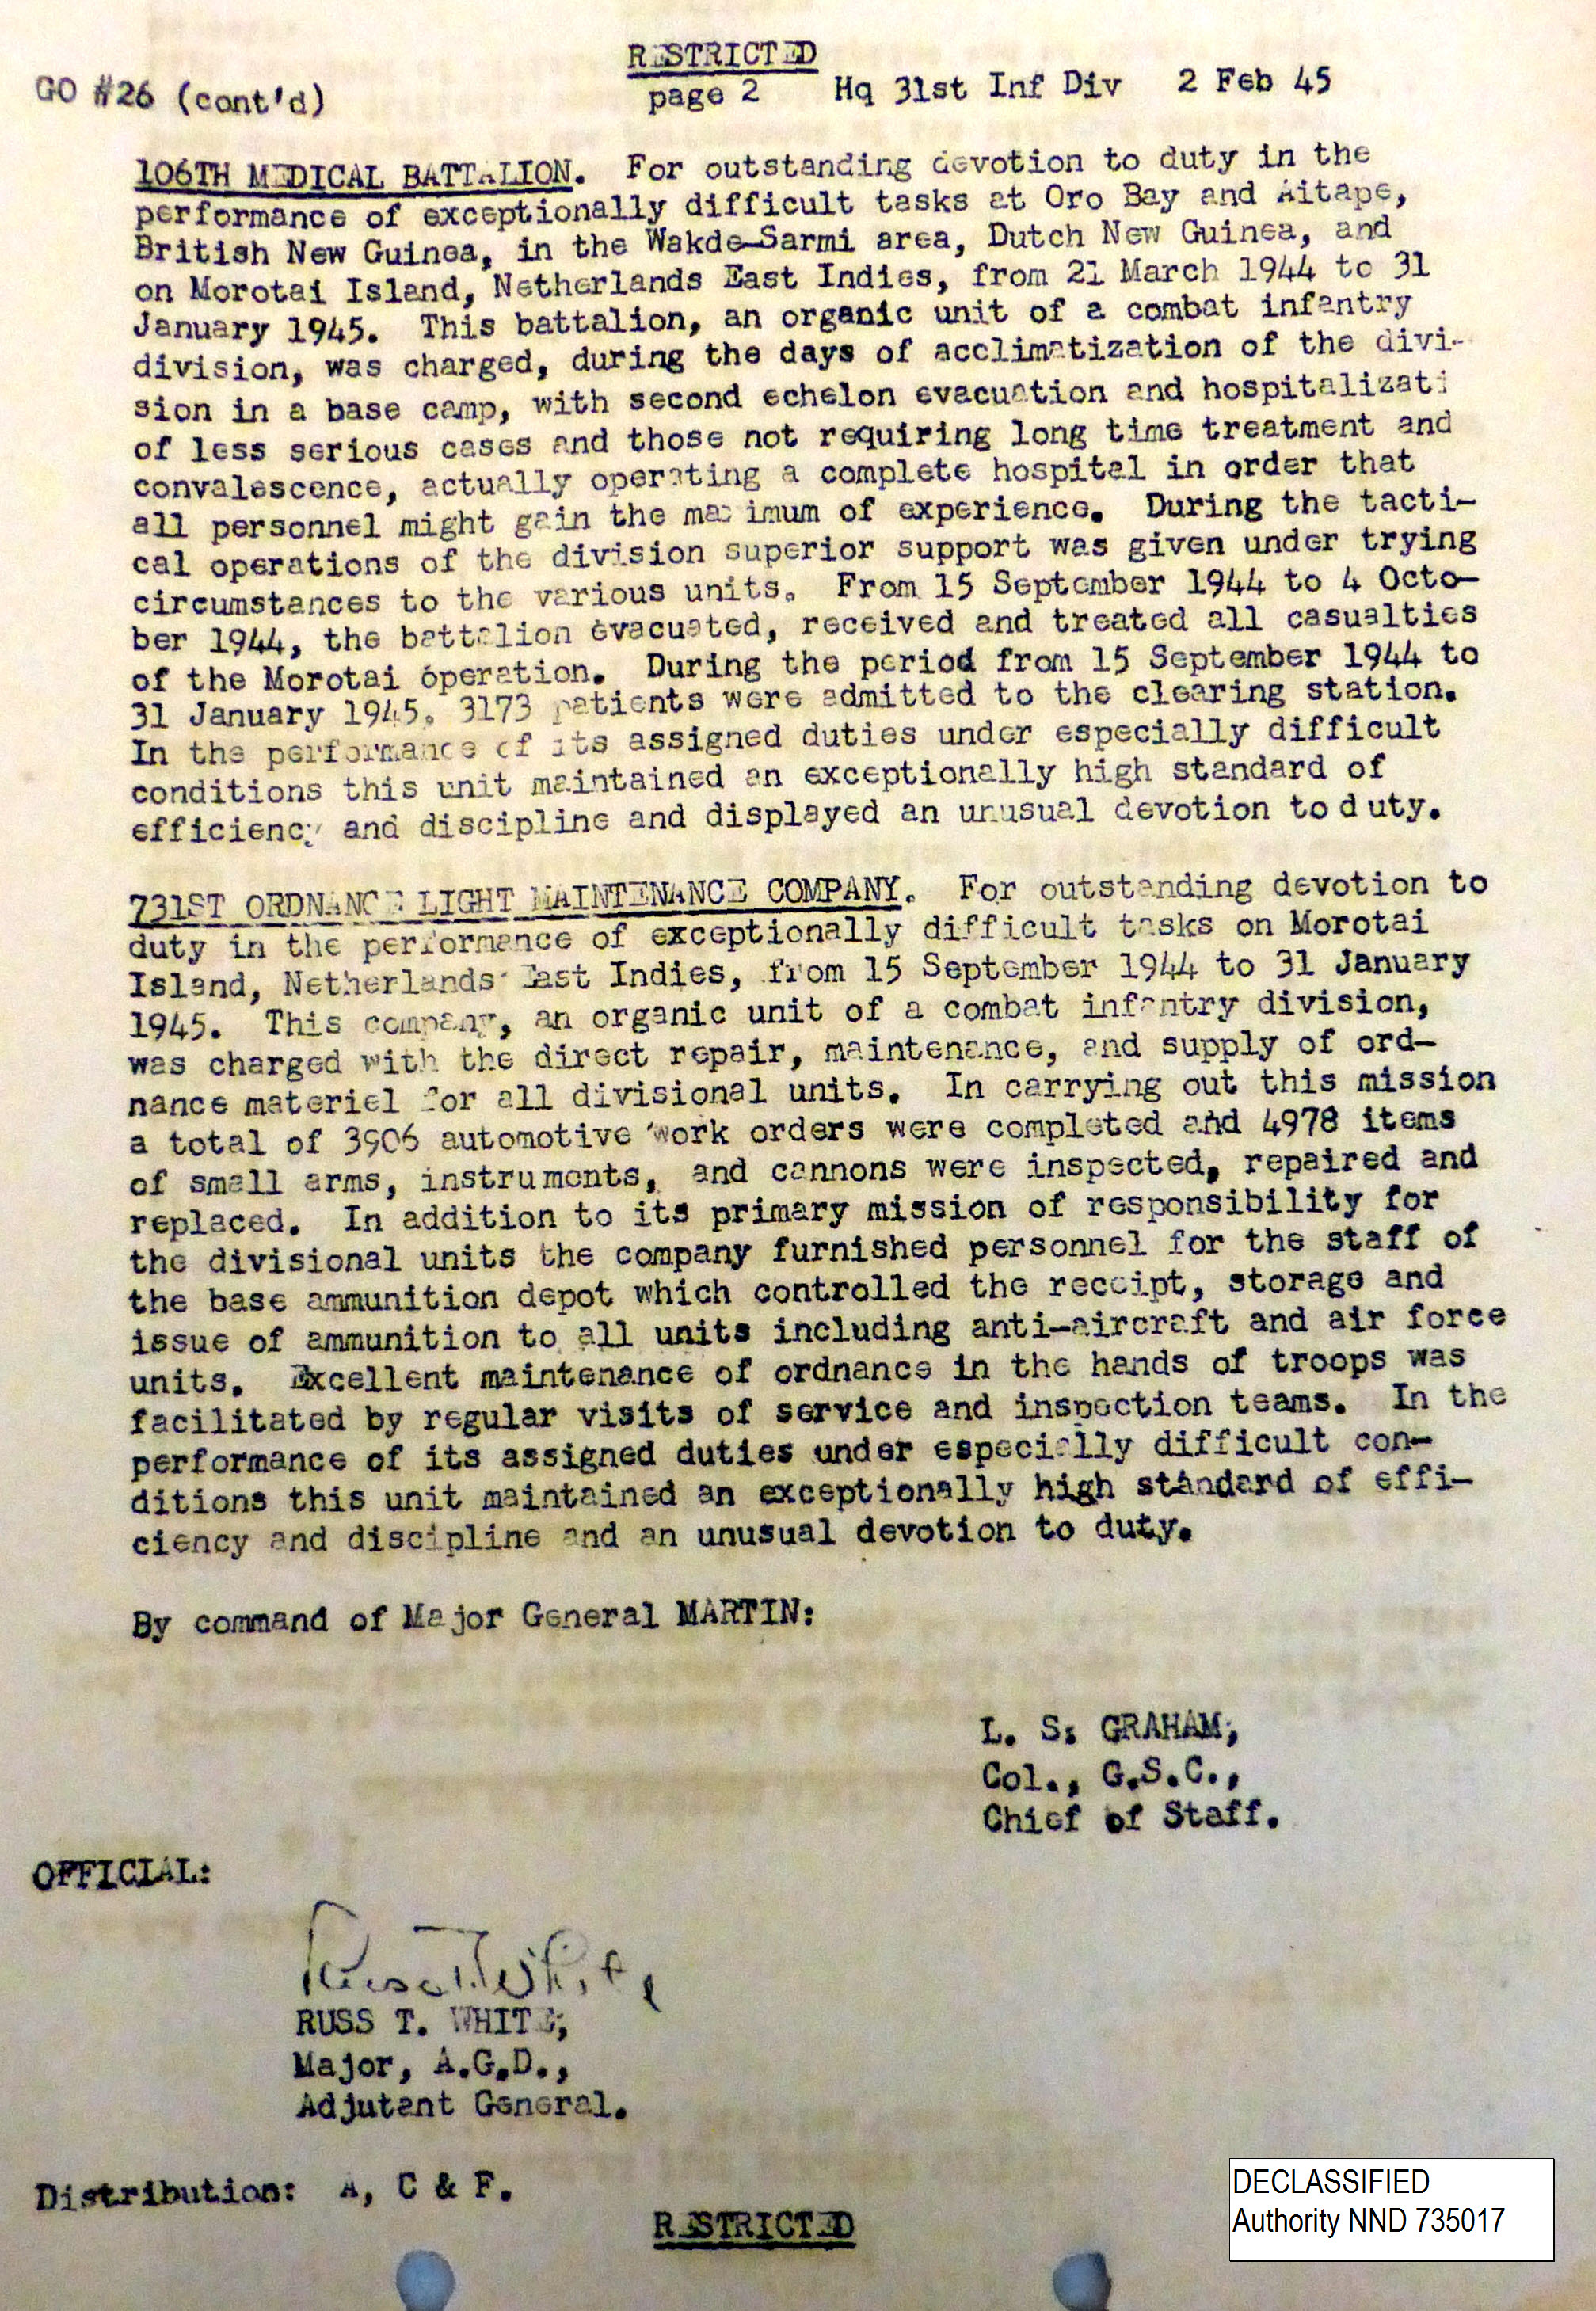 RESTRICTED
GO #26 (cont'd) page 2 Hq 31st Inf Div 2 Feb 45
106TH MEDICAL BATTALION. For outstanding devotion to duty in the
performance of exceptionally difficult tasks at Oro Bay and Aitape,
British New Guinea, in the Wakde-Sarmi area, Dutch New Guinea, and
on Morotai Island, Netherlands East Indies, from 21 March 1944 to 31
January 1945. This battalion, an organic unit of a combat infantry
division, was charged, during the days of acclimatization of the divi-
sion in a base camp, with second echelon evacuation and hospitalizati
of less serious cases and those not requiring long time treatment and
convalescence, actually operating a complete hospital in order that
all personnel might gain the maximum of experience. During the tacti-
cal operations of the division superior support was given under trying
circumstances to the various units. From 15 September 1944 to 4 Octo-
ber 1944, the battalion evacuated, received and treated all casualties
of the Morotai operation. During the period from 15 September 1944 to
31 January 1945, 3173 patients were admitted to the clearing station.
In the performance of its assigned duties under especially difficult
conditions this unit maintained an exceptionally high standard of
efficiency and discipline and displayed an unusual devotion to duty.
731ST ORDNANCE LIGHT MAINTENANCE COMPANY. For outstanding devotion to
duty in the performance of exceptionally difficult tasks on Morotai
Island, Netherlands East Indies, from 15 September 1944 to 31 January
1945. This company, an organic unit of a combat infantry division,
was charged with the direct repair, maintenance, and supply of ord-
nance materiel for all divisional units. In carrying out this mission
a total of 3906 automotive work orders were completed and 4978 items
of small arms, instruments, and cannons were inspected, repaired and
replaced. In addition to its primary mission of responsibility for
the divisional units the company furnished personnel for the staff of
the base ammunition depot which controlled the receipt, storage and
issue of ammunition to all units including anti-aircraft and air force
units. Excellent maintenance of ordnance in the hands of troops was
facilitated by regular visits of service and inspection teams. In the
performance of its assigned duties under especially difficult con-
ditions this unit maintained an exceptionally high standard of effi-
ciency and discipline and an unusual devotion to duty.
By command of Major General MARTIN:
L. S. GRAHAM,
Col., G.S.C.,
Chief of Staff.
OFFICIAL:
Russ T. White
RUSS T. WHITE,
Major, A.G.D.,
Adjutant General.
Distribution: A, C & F.
RESTRICTED
DECLASSIFIED
Authority NND 735017